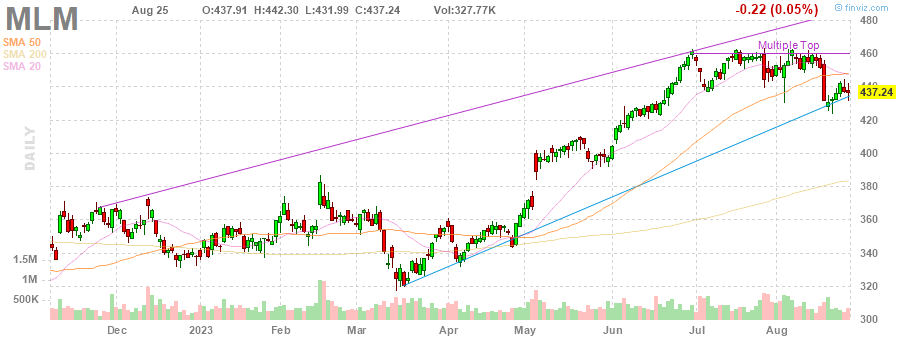 MLM
Aug 25 O:437.91 H:442.30 L:431.99 C:437.24 Vol:327.77K -0.22 (0.05%)
© finviz.com
SMA 50
SMA 200
SMA 20
DAILY
Multiple Top
480
460
440
437.24
420
400
380
360
340
320
300
1.5M
1M
500K
Dec 2023 Feb Mar Apr May Jun Jul Aug